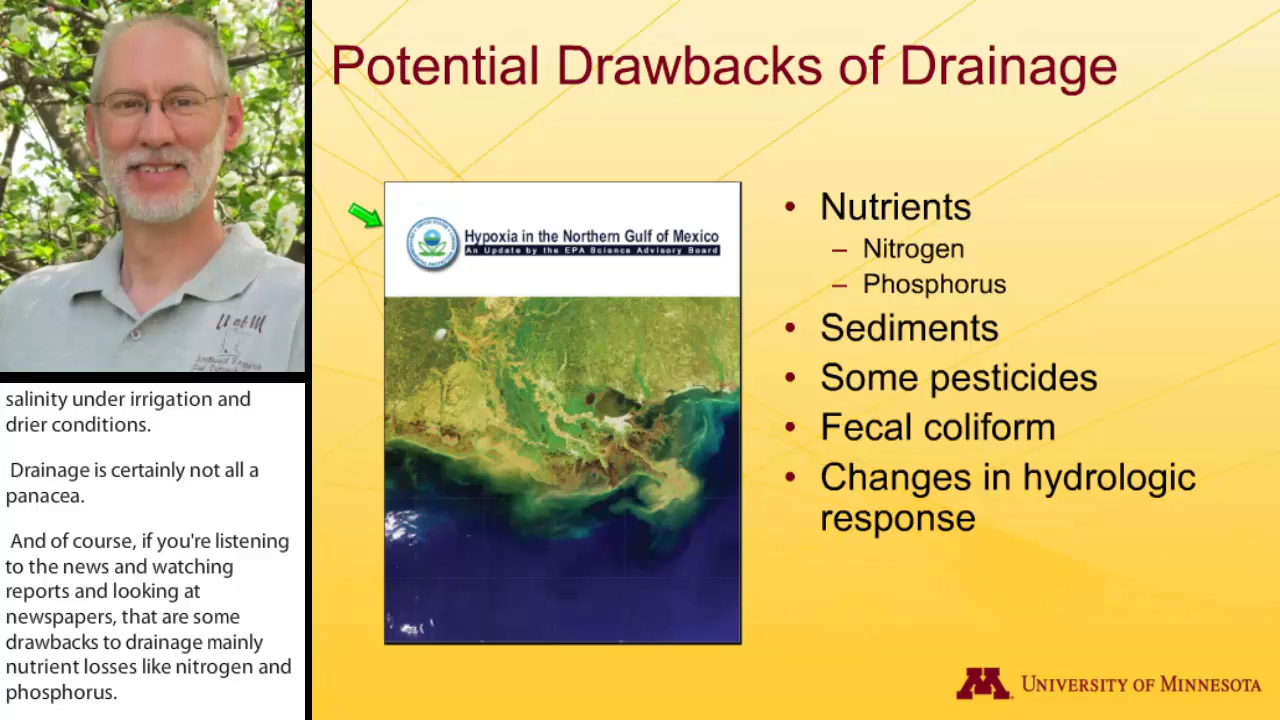 Potential Drawbacks of Drainage
Hypoxia in the Northern Gulf of Mexico
An Update by the EPA Science Advisory Board
• Nutrients
– Nitrogen
– Phosphorus
• Sediments
• Some pesticides
• Fecal coliform
• Changes in hydrologic
response
U of M
salinity under irrigation and
drier conditions.
Drainage is certainly not all a
panacea.
And of course, if you're listening
to the news and watching
reports and looking at
newspapers, that are some
drawbacks to drainage mainly
nutrient losses like nitrogen and
phosphorus.
M
UNIVERSITY OF MINNESOTA